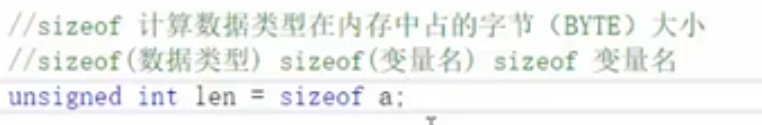 //sizeof 计算数据类型在内存中占的字节（BYTE）大小
//sizeof(数据类型) sizeof(变量名) sizeof 变量名
unsigned int len = sizeof a;